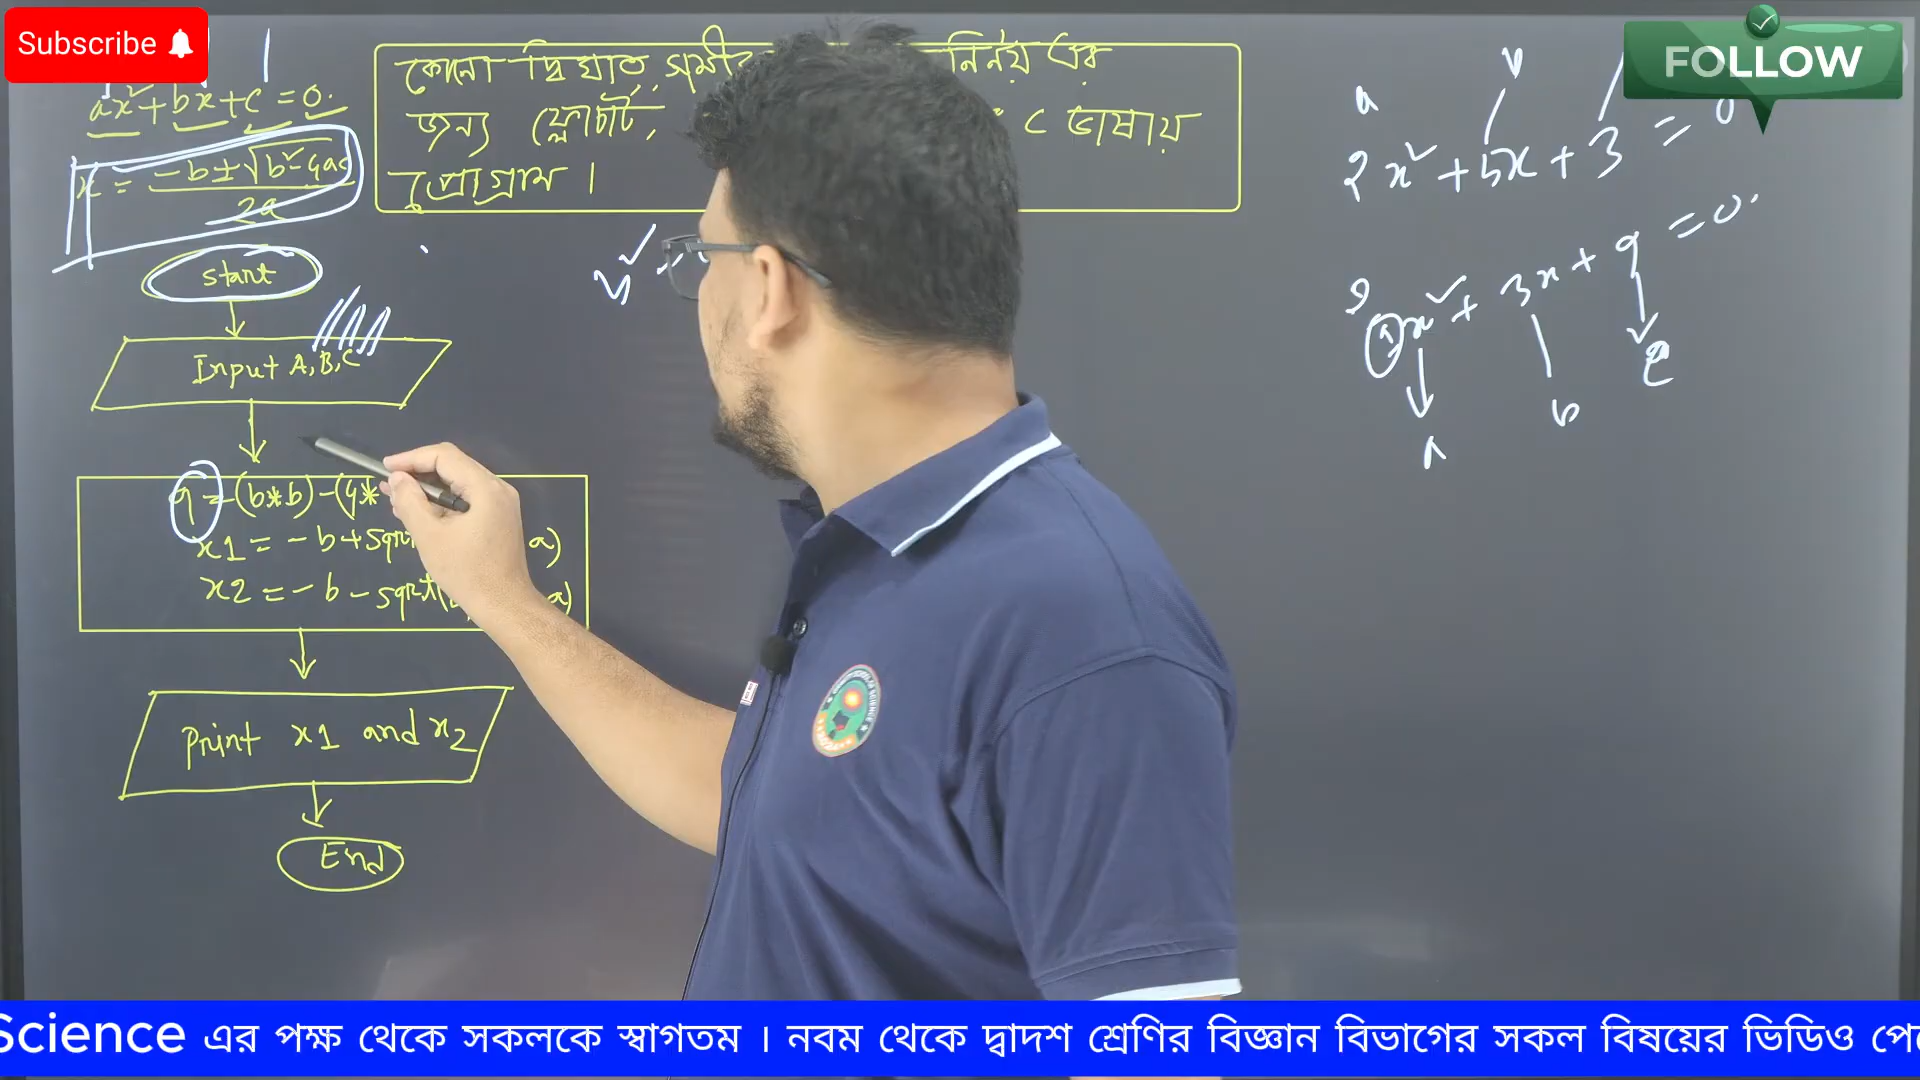 Subscribe
FOLLOW
ax²+bx+c=0.
x = -b±√b²-4ac
2a
কোনো দ্বিঘাত নির্ণয় এর
জন্য ফ্লোচার্ট, C ভাষায়
প্রোগ্রাম।
start
Input A, B, C
q=(b*b)-(4*
x1=-b+sqrt a)
x2=-b-sqrt( a)
print x1 and x2
End
a b
2x²+5x+3=0
x²+3x+9=0.
a b c
Science এর পক্ষ থেকে সকলকে স্বাগতম । নবম থেকে দ্বাদশ শ্রেণির বিজ্ঞান বিভাগের সকল বিষয়ের ভিডিও